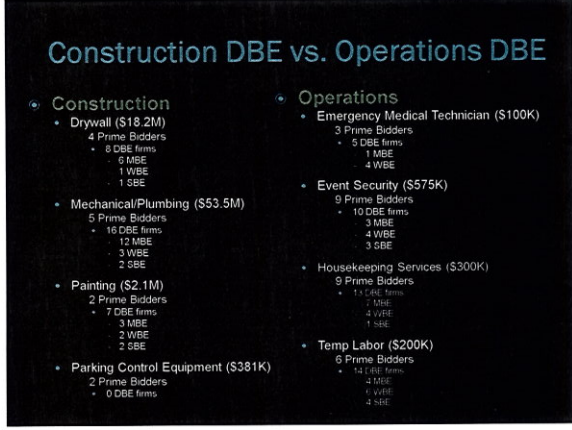 Construction DBE vs. Operations DBE
Construction
Drywall ($18.2M)
4 Prime Bidders
8 DBE firms
6 MBE
1 WBE
1 SBE
Mechanical/Plumbing ($53.5M)
5 Prime Bidders
16 DBE firms
12 MBE
3 WBE
2 SBE
Painting ($2.1M)
2 Prime Bidders
7 DBE firms
3 MBE
2 WBE
2 SBE
Parking Control Equipment ($381K)
2 Prime Bidders
0 DBE firms
Operations
Emergency Medical Technician ($100K)
3 Prime Bidders
5 DBE firms
1 MBE
4 WBE
Event Security ($575K)
9 Prime Bidders
10 DBE firms
3 MBE
4 WBE
3 SBE
Housekeeping Services ($300K)
9 Prime Bidders
13 DBE firms
7 MBE
4 WBE
1 SBE
Temp Labor ($200K)
6 Prime Bidders
14 DBE firms
4 MBE
6 WBE
4 SBE